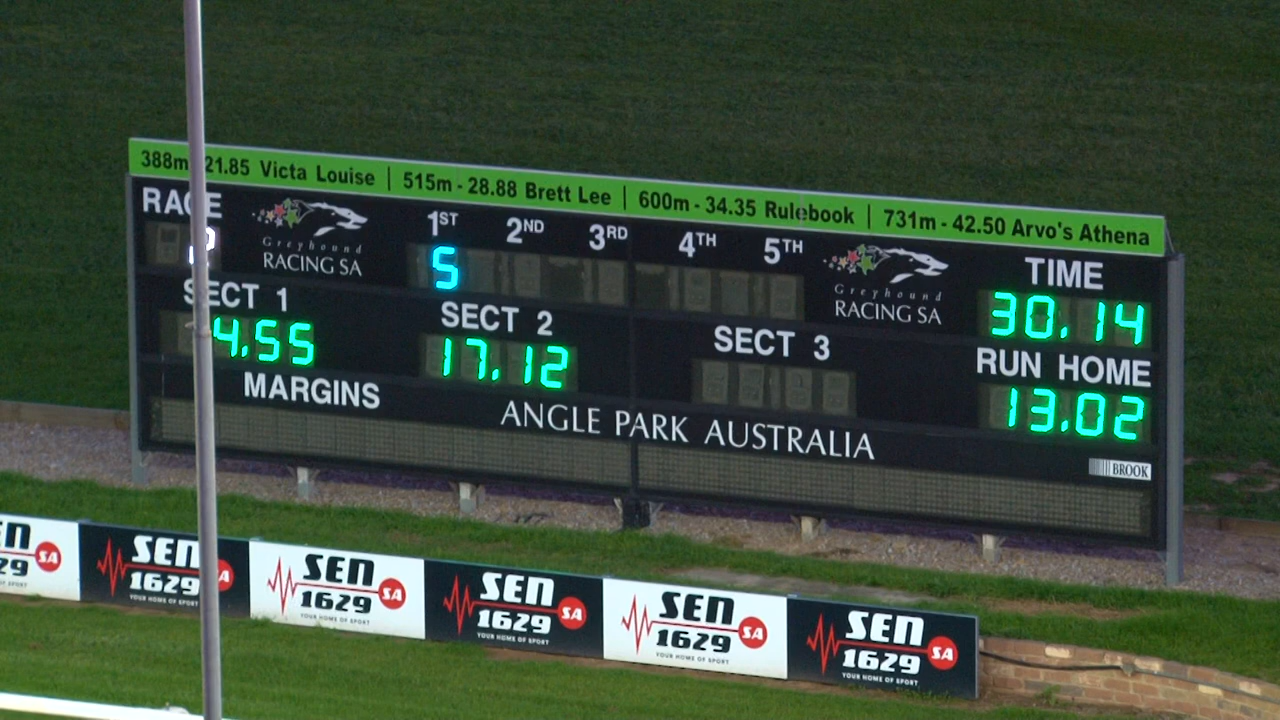 388m 21.85 Victa Louise | 515m - 28.88 Brett Lee | 600m - 34.35 Rulebook | 731m - 42.50 Arvo's Athena
RACE
Greyhound
RACING SA
1ST 2ND 3RD 4TH 5TH
5
Greyhound
RACING SA
TIME
30.14
SECT 1
4.55
SECT 2
17.12
SECT 3
RUN HOME
13.02
MARGINS
ANGLE PARK AUSTRALIA
BROOK
SEN
1629
SA
YOUR HOME OF SPORT
SEN
1629
SA
YOUR HOME OF SPORT
SEN
1629
SA
YOUR HOME OF SPORT
SEN
1629
SA
YOUR HOME OF SPORT
SEN
1629
SA
YOUR HOME OF SPORT